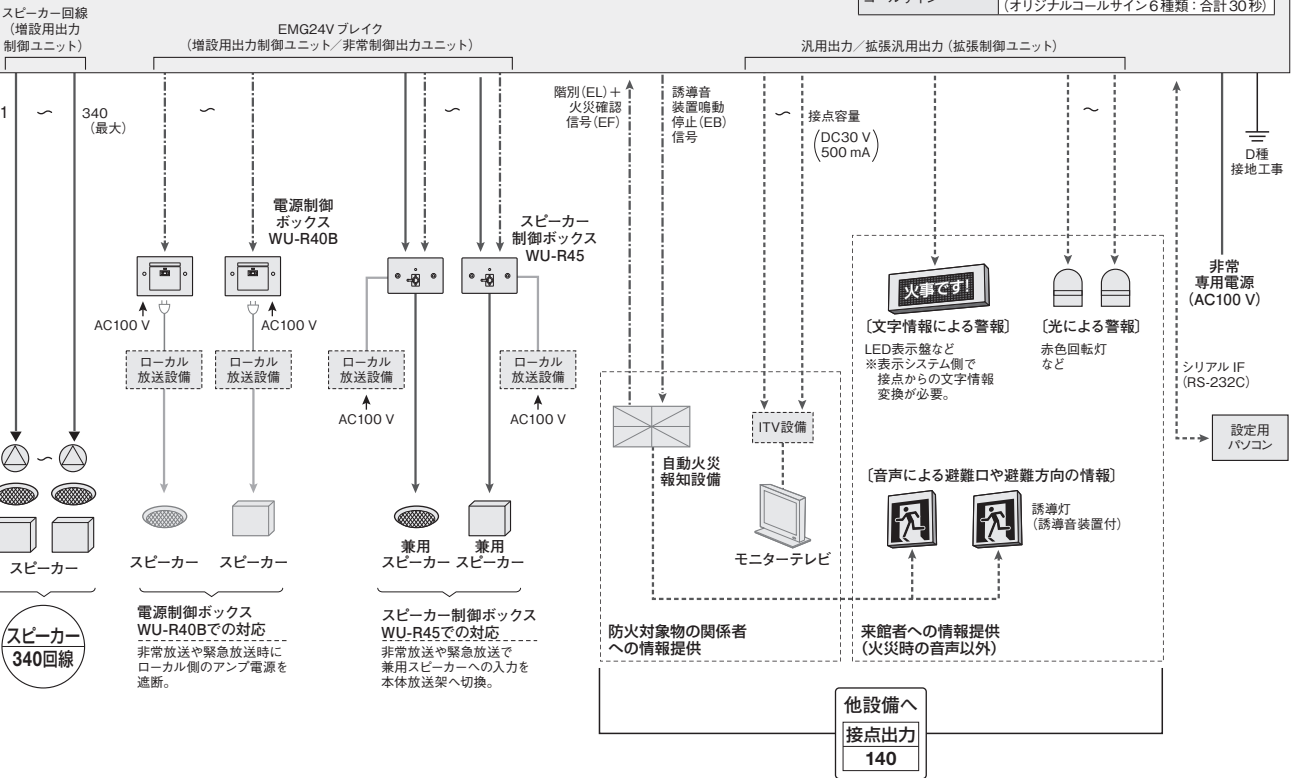 コールサイン
(オリジナルコールサイン6種類：合計30秒)
スピーカー回線
(増設用出力
制御ユニット)
EMG24V ブレイク
(増設用出力制御ユニット／非常制御出力ユニット)
汎用出力／拡張汎用出力 (拡張制御ユニット)
1
～
340
(最大)
～
～
階別(EL)＋
火災確認
信号(EF)
誘導音
装置鳴動
停止(EB)
信号
～
接点容量
(DC30 V
500 mA)
～
D種
接地工事
電源制御
ボックス
WU-R40B
スピーカー
制御ボックス
WU-R45
AC100 V
AC100 V
ローカル
放送設備
ローカル
放送設備
ローカル
放送設備
ローカル
放送設備
AC100 V
AC100 V
火事です!
〔文字情報による警報〕
LED表示盤など
※表示システム側で
接点からの文字情報
変換が必要。
〔光による警報〕
赤色回転灯
など
非常
専用電源
(AC100 V)
シリアル IF
(RS-232C)
設定用
パソコン
ITV設備
自動火災
報知設備
モニターテレビ
〔音声による避難口や避難方向の情報〕
誘導灯
(誘導音装置付)
～
スピーカー
スピーカー
スピーカー
兼用
スピーカー
兼用
スピーカー
スピーカー
340回線
電源制御ボックス
WU-R40Bでの対応
非常放送や緊急放送時に
ローカル側のアンプ電源を
遮断。
スピーカー制御ボックス
WU-R45での対応
非常放送や緊急放送で
兼用スピーカーへの入力を
本体放送架へ切換。
防火対象物の関係者
への情報提供
来館者への情報提供
(火災時の音声以外)
他設備へ
接点出力
140